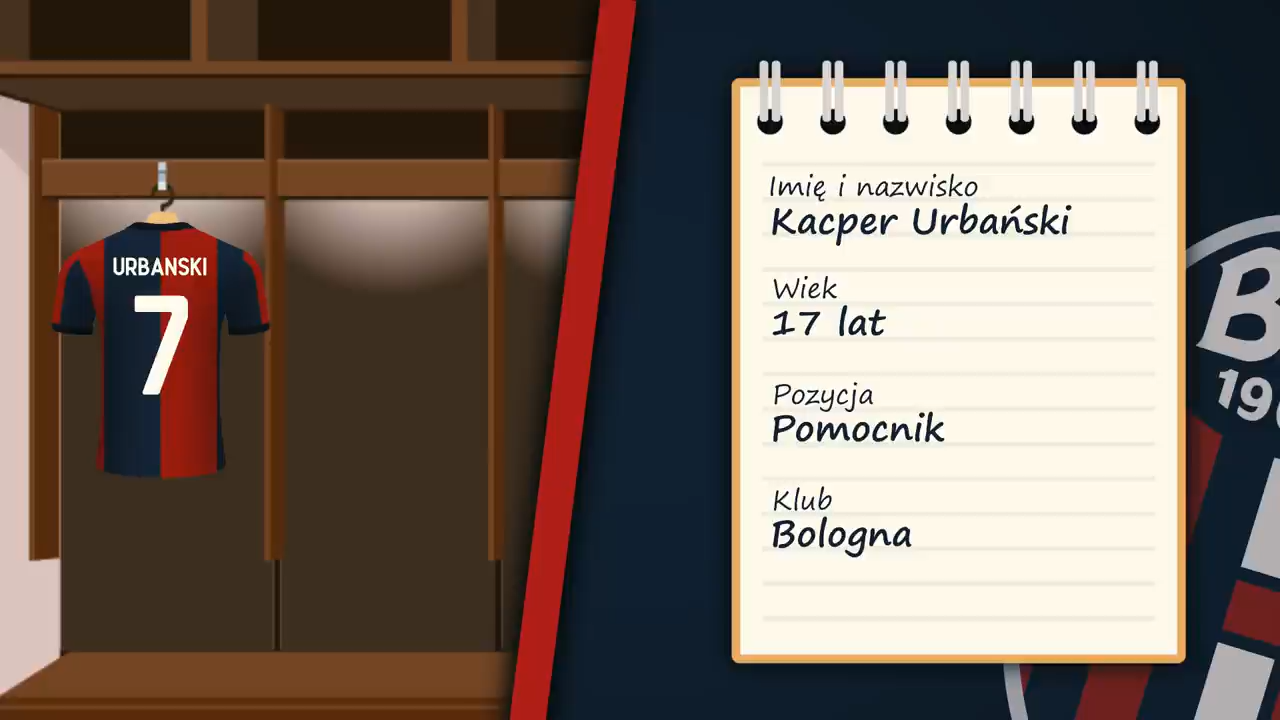 URBANSKI
7
Imię i nazwisko
Kacper Urbański
Wiek
17 lat
Pozycja
Pomocnik
Klub
Bologna